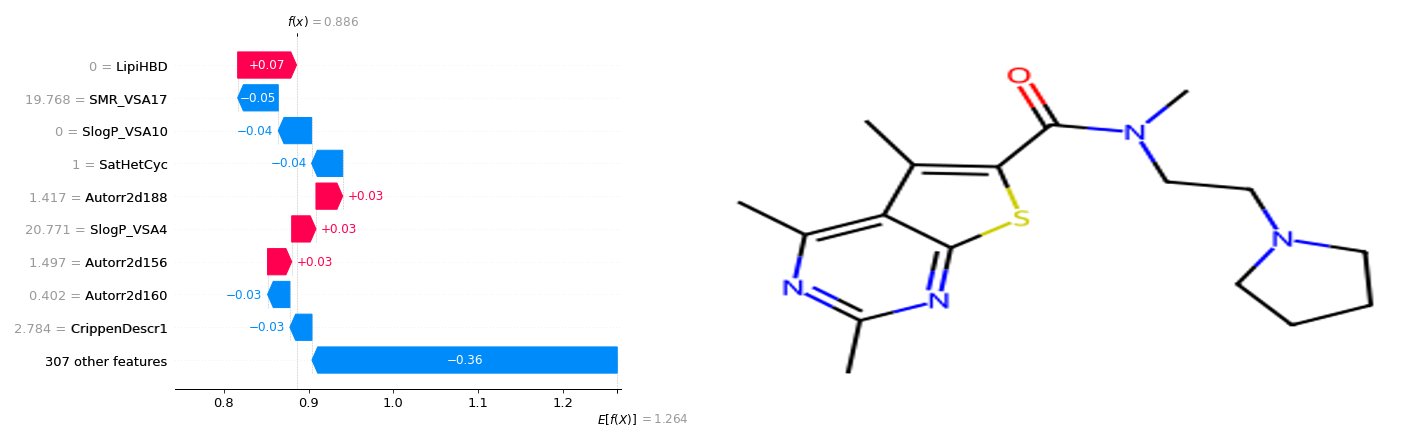 f(x) = 0.886
0 = LipiHBD
+0.07
19.768 = SMR_VSA17
−0.05
0 = SlogP_VSA10
−0.04
1 = SatHetCyc
−0.04
1.417 = Autorr2d188
+0.03
20.771 = SlogP_VSA4
+0.03
1.497 = Autorr2d156
+0.03
0.402 = Autorr2d160
−0.03
2.784 = CrippenDescr1
−0.03
307 other features
−0.36
0.8 0.9 1.0 1.1 1.2
E[f(X)] = 1.264
O
N
S
N
N
N